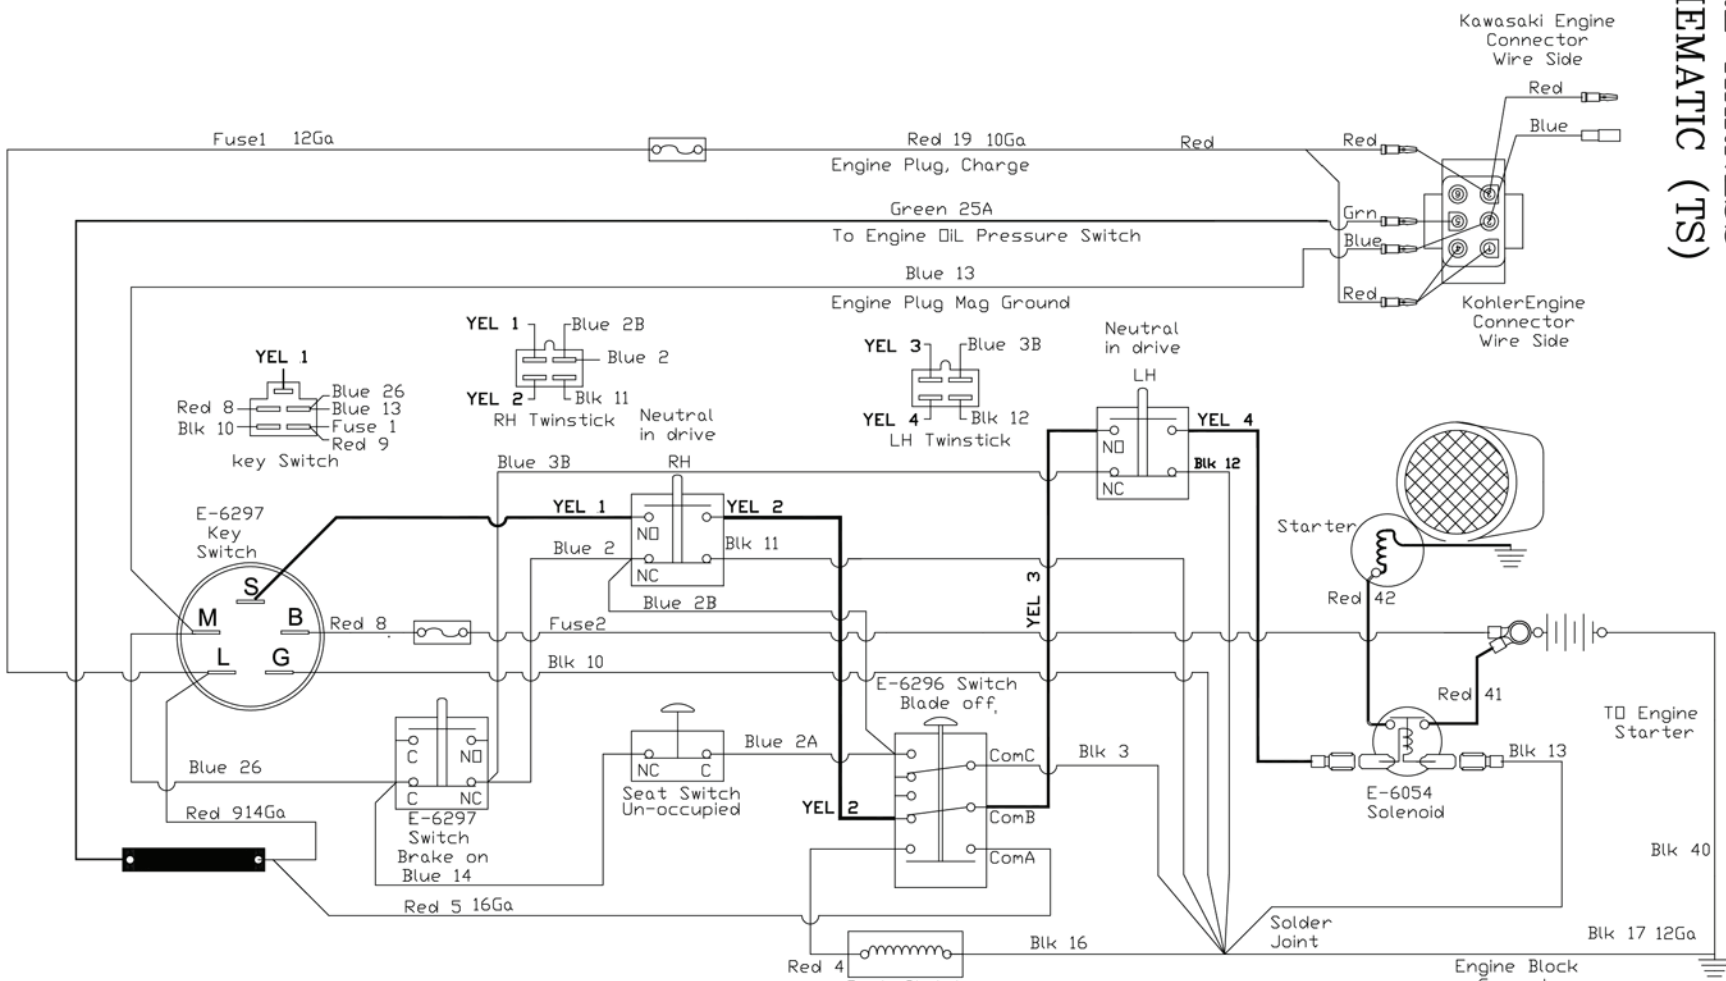 Kawasaki Engine
Connector
Wire Side
EMATIC (TS)
Red
Blue
Fuse1 12Ga
Red 19 10Ga
Red
Red
Engine Plug, Charge
Green 25A
Grn
To Engine OiL Pressure Switch
Blue
Blue 13
Engine Plug Mag Ground
Red
KohlerEngine
Connector
Wire Side
YEL 1
Blue 2B
Blue 2
YEL 2
Blk 11
RH Twinstick
YEL 3
Blue 3B
YEL 4
Blk 12
LH Twinstick
Neutral
in drive
LH
YEL 1
Blue 26
Red 8
Blue 13
Blk 10
Fuse 1
Red 9
key Switch
Neutral
in drive
RH
NO
NC
YEL 4
Blk 12
Blue 3B
YEL 1
YEL 2
NO
NC
Blue 2
Blk 11
Blue 2B
YEL 3
E-6297
Key
Switch
S
M
B
L
G
Red 8
Fuse2
Blk 10
Starter
Red 42
Red 41
TO Engine
Starter
E-6296 Switch
Blade off,
Blue 2A
ComC
Blk 3
Blk 13
C
NO
Blue 26
C
NC
NC
C
Seat Switch
Un-occupied
YEL 2
ComB
ComA
E-6054
Solenoid
Red 914Ga
E-6297
Switch
Brake on
Blue 14
Red 5 16Ga
Blk 40
Solder
Joint
Blk 16
Red 4
Blk 17 12Ga
Engine Block